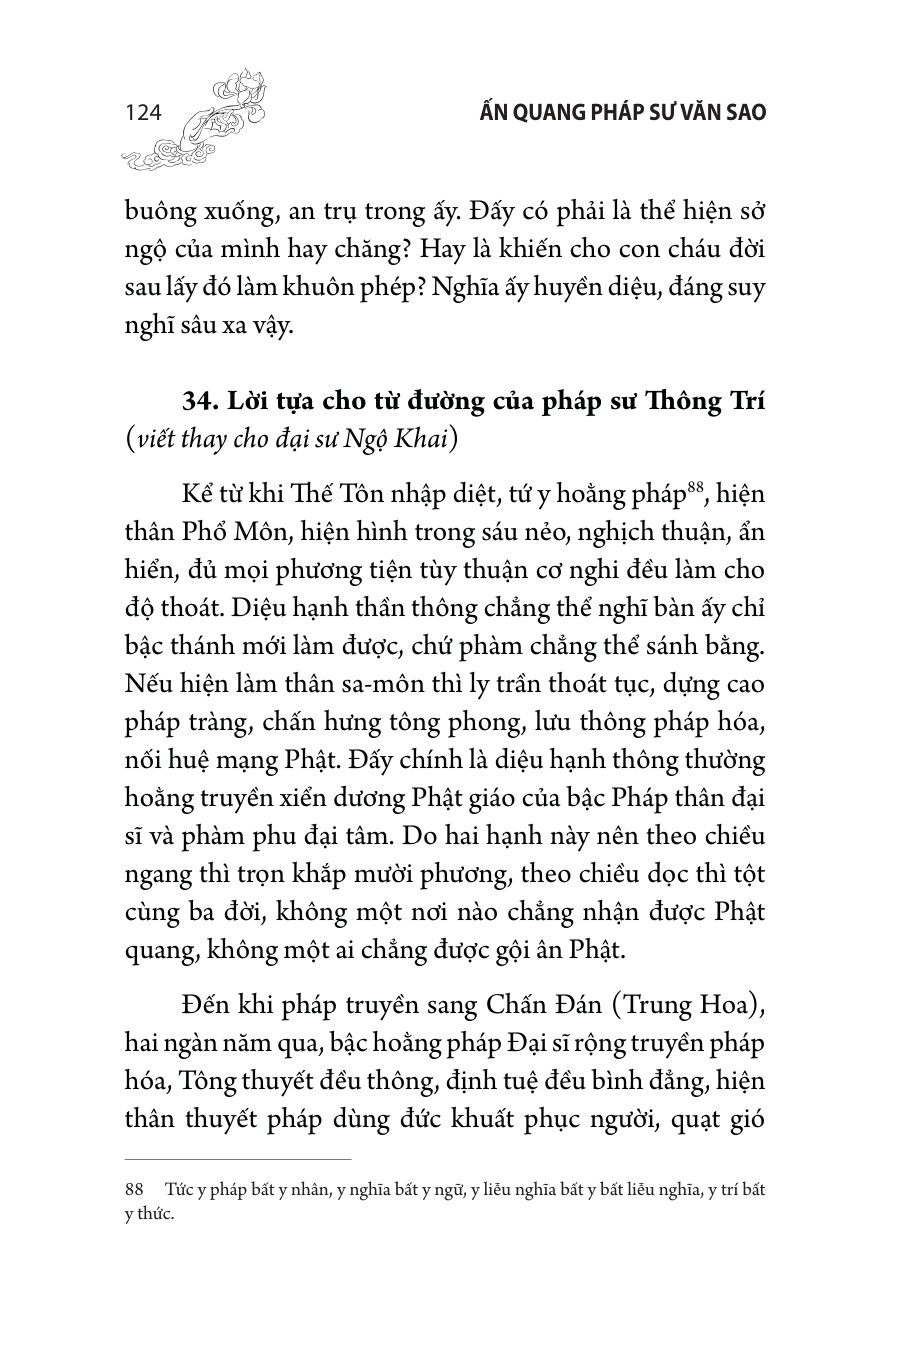 124
ẤN QUANG PHÁP SƯ VĂN SAO
buông xuống, an trụ trong ấy. Đấy có phải là thể hiện sở
ngộ của mình hay chăng? Hay là khiến cho con cháu đời
sau lấy đó làm khuôn phép? Nghĩa ấy huyền diệu, đáng suy
nghĩ sâu xa vậy.
34. Lời tựa cho từ đường của pháp sư Thông Trí
(viết thay cho đại sư Ngộ Khai)
Kể từ khi Thế Tôn nhập diệt, tứ y hoằng pháp88, hiện
thân Phổ Môn, hiện hình trong sáu nẻo, nghịch thuận, ẩn
hiển, đủ mọi phương tiện tùy thuận cơ nghi đều làm cho
độ thoát. Diệu hạnh thần thông chẳng thể nghĩ bàn ấy chỉ
bậc thánh mới làm được, chứ phàm chẳng thể sánh bằng.
Nếu hiện làm thân sa-môn thì ly trần thoát tục, dựng cao
pháp tràng, chấn hưng tông phong, lưu thông pháp hóa,
nối huệ mạng Phật. Đấy chính là diệu hạnh thông thường
hoằng truyền xiển dương Phật giáo của bậc Pháp thân đại
sĩ và phàm phu đại tâm. Do hai hạnh này nên theo chiều
ngang thì trọn khắp mười phương, theo chiều dọc thì tột
cùng ba đời, không một nơi nào chẳng nhận được Phật
quang, không một ai chẳng được gội ân Phật.
Đến khi pháp truyền sang Chấn Đán (Trung Hoa),
hai ngàn năm qua, bậc hoằng pháp Đại sĩ rộng truyền pháp
hóa, Tông thuyết đều thông, định tuệ đều bình đẳng, hiện
thân thuyết pháp dùng đức khuất phục người, quạt gió
88 Tức y pháp bất y nhân, y nghĩa bất y ngữ, y liễu nghĩa bất y bất liễu nghĩa, y trí bất
y thức.